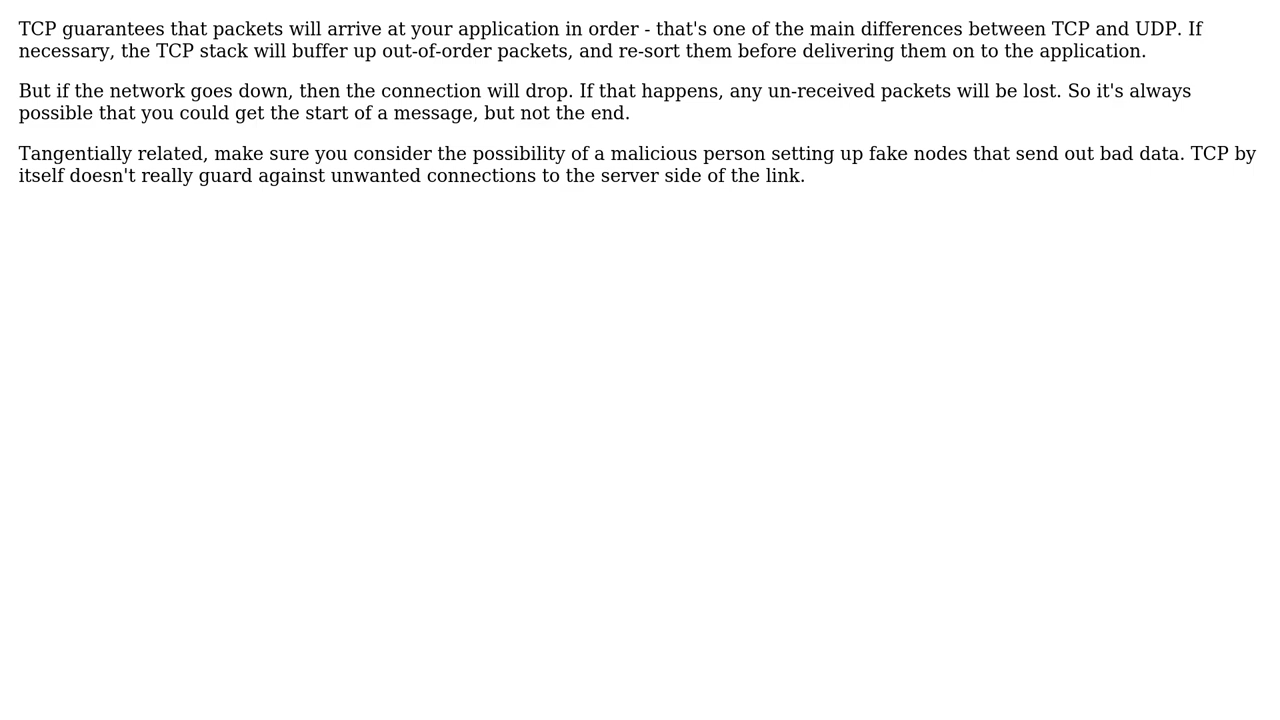 TCP guarantees that packets will arrive at your application in order - that's one of the main differences between TCP and UDP. If
necessary, the TCP stack will buffer up out-of-order packets, and re-sort them before delivering them on to the application.
But if the network goes down, then the connection will drop. If that happens, any un-received packets will be lost. So it's always
possible that you could get the start of a message, but not the end.
Tangentially related, make sure you consider the possibility of a malicious person setting up fake nodes that send out bad data. TCP by
itself doesn't really guard against unwanted connections to the server side of the link.